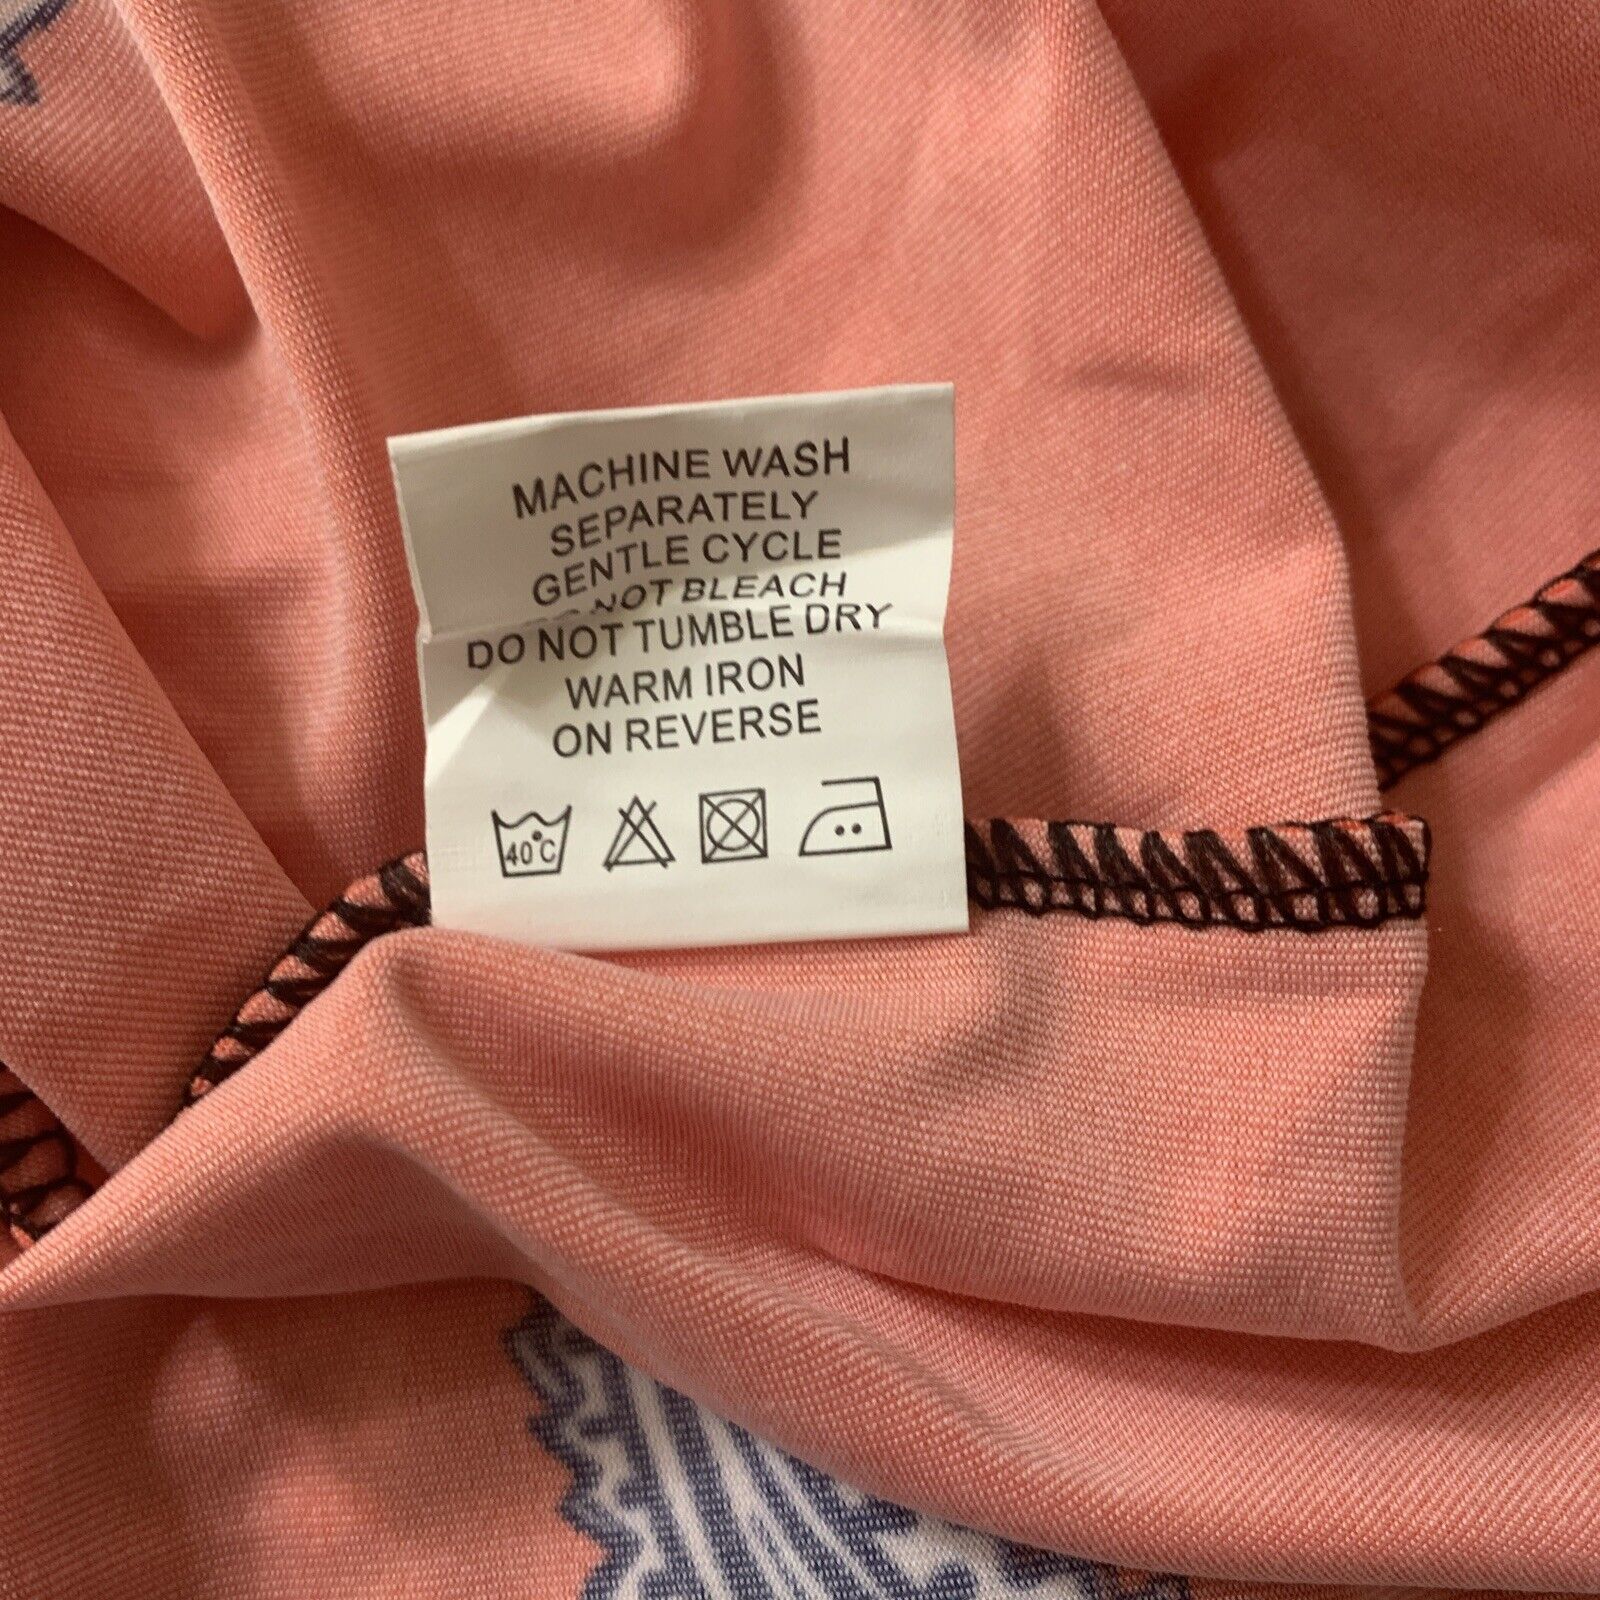 MACHINE WASH
SEPARATELY
GENTLE CYCLE
NOT BLEACH
DO NOT TUMBLE DRY
WARM IRON
ON REVERSE
40°C